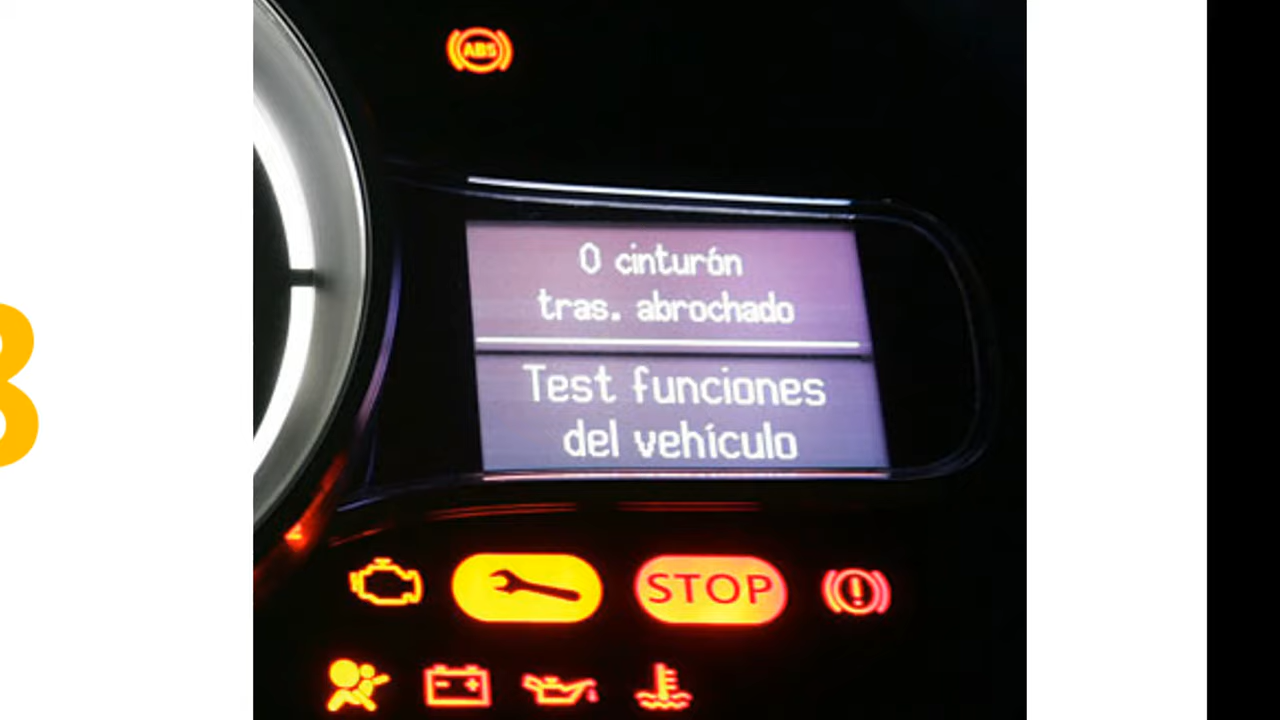 ABS
0 cinturón
tras. abrochado
Test funciones
del vehículo
STOP